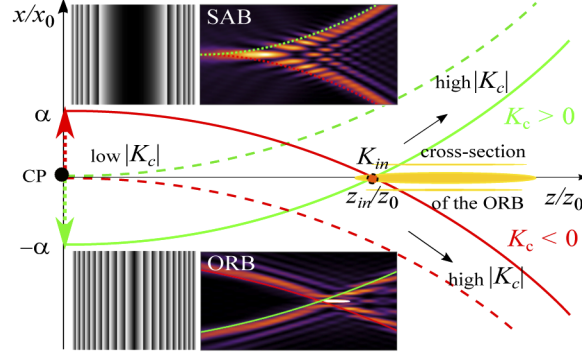 x/x₀
SAB
high |K_c|
K_c > 0
α
low |K_c|
K_in
cross-section
CP
z_in/z₀
z/z₀
of the ORB
−α
K_c < 0
ORB
high |K_c|